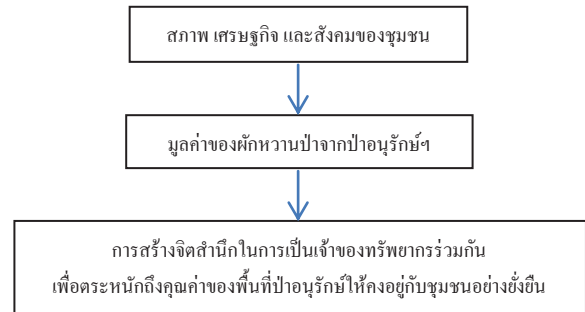 สภาพ เศรษฐกิจ และสังคมของชุมชน
มูลค่าของผักหวานป่าจากป่าอนุรักษ์ฯ
การสร้างจิตสำนึกในการเป็นเจ้าของทรัพยากรร่วมกัน
เพื่อตระหนักถึงคุณค่าของพื้นที่ป่าอนุรักษ์ให้คงอยู่กับชุมชนอย่างยั่งยืน